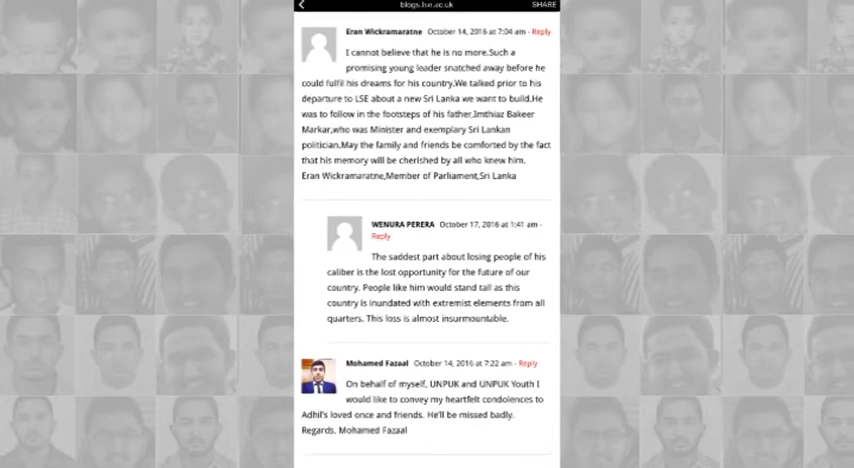 blogs.lse.ac.uk
SHARE
Eran Wickramaratne October 14, 2016 at 7:04 am - Reply
I cannot believe that he is no more.Such a
promising young leader snatched away before he
could fulfil his dreams for his country.We talked prior to his
departure to LSE about a new Sri Lanka we want to build.He
was to follow in the footsteps of his father,Imthiaz Bakeer
Markar,who was Minister and exemplary Sri Lankan
politician.May the family and friends be comforted by the fact
that his memory will be cherished by all who knew him.
Eran Wickramaratne,Member of Parliament,Sri Lanka
WENURA PERERA October 17, 2016 at 1:41 am -
Reply
The saddest part about losing people of his
caliber is the lost opportunity for the future of our
country. People like him would stand tall as this
country is inundated with extremist elements from all
quarters. This loss is almost insurmountable.
Mohamed Fazaal October 14, 2016 at 7:22 am - Reply
On behalf of myself, UNPUK and UNPUK Youth I
would like to convey my heartfelt condolences to
Adhil's loved once and friends. He'll be missed badly.
Regards. Mohamed Fazaal